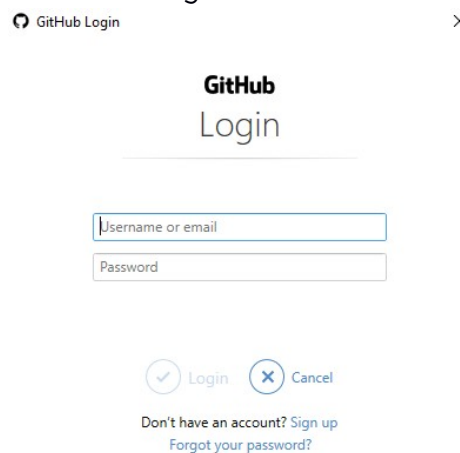 GitHub Login
GitHub
Login
Username or email
Password
Login Cancel
Don't have an account? Sign up
Forgot your password?